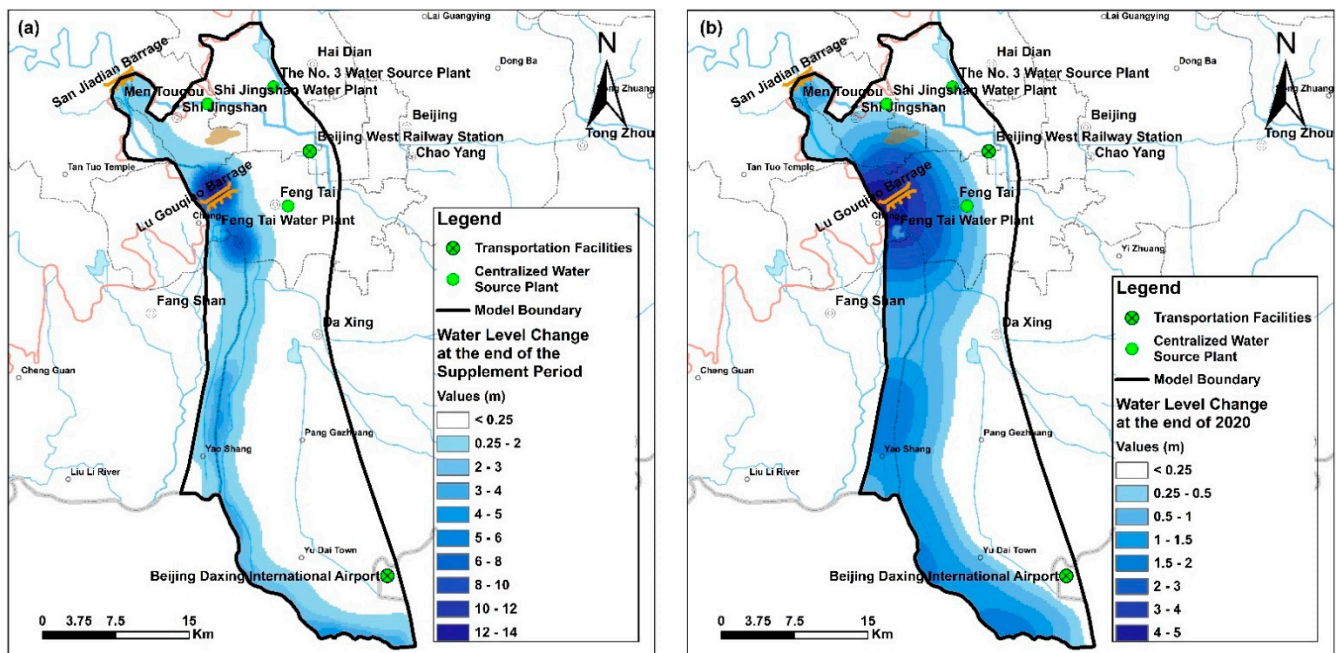 (a)
Lai Guangying
San Jiadian Barrage
Hai Dian
N
Dong Ba
The No. 3 Water Source Plant
Men Tougou
Shi Jingshan Water Plant
Shi Jingshan
Song Zhuang
Beijing
Tong Zhou
Beijing West Railway Station
Chao Yang
Tan Tuo Temple
Lu Gouqiao Barrage
Feng Tai
Feng Tai Water Plant
Legend
Transportation Facilities
Centralized Water
Source Plant
Model Boundary
Fang Shan
Da Xing
Water Level Change
at the end of the
Supplement Period
Values (m)
Cheng Guan
< 0.25
0.25 - 2
2 - 3
3 - 4
4 - 5
5 - 6
6 - 8
8 - 10
10 - 12
12 - 14
Pang Gezhuang
Yao Shang
Liu Li River
Yu Dai Town
Beijing Daxing International Airport
0 3.75 7.5 15
Km
(b)
Lai Guangying
San Jiadian Barrage
Hai Dian
N
Dong Ba
The No. 3 Water Source Plant
Men Tougou
Shi Jingshan Water Plant
Shi Jingshan
Song Zhuang
Beijing
Tong Zhou
Beijing West Railway Station
Chao Yang
Tan Tuo Temple
Lu Gouqiao Barrage
Feng Tai
Feng Tai Water Plant
Yi Zhuang
Fang Shan
Da Xing
Legend
Transportation Facilities
Centralized Water
Source Plant
Model Boundary
Water Level Change
at the end of 2020
Values (m)
Cheng Guan
< 0.25
0.25 - 0.5
0.5 - 1
1 - 1.5
1.5 - 2
2 - 3
3 - 4
4 - 5
Pang Gezhuang
Yao Shang
Liu Li River
Yu Dai Town
Beijing Daxing International Airport
0 3.75 7.5 15
Km